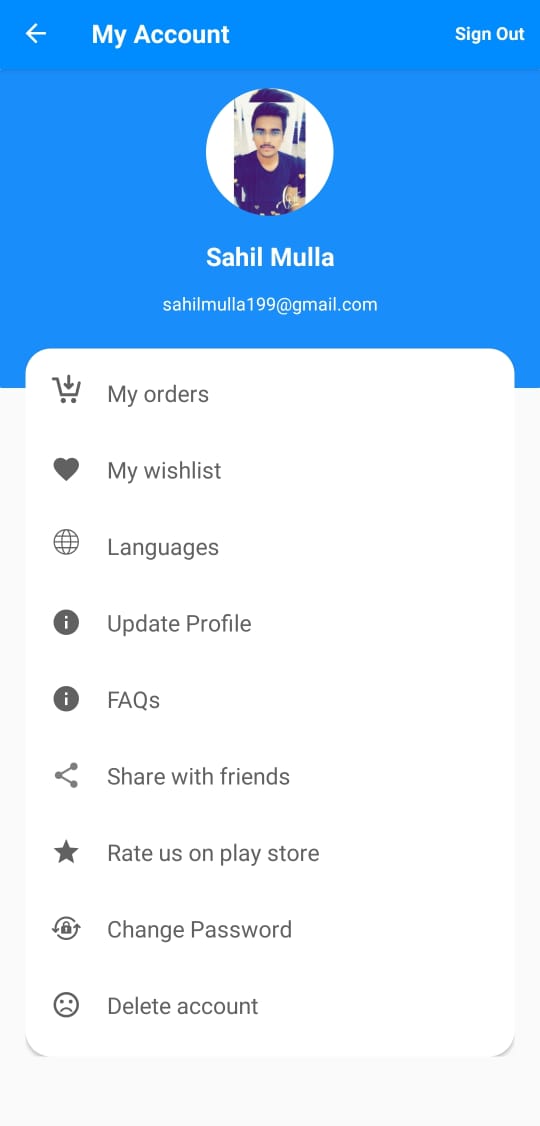 My Account
Sign Out
Sahil Mulla
sahilmulla199@gmail.com
My orders
My wishlist
Languages
Update Profile
FAQs
Share with friends
Rate us on play store
Change Password
Delete account